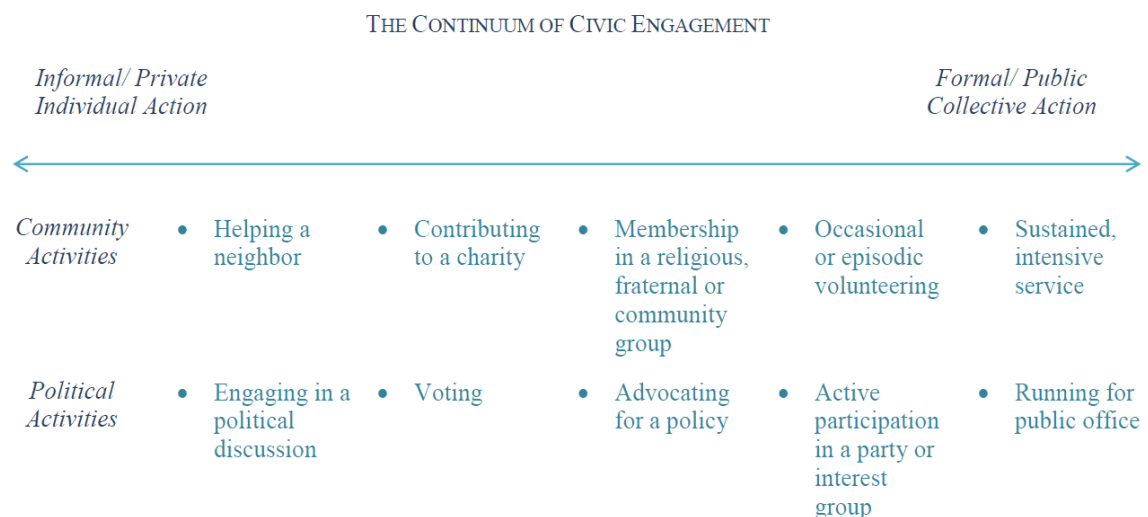 THE CONTINUUM OF CIVIC ENGAGEMENT
Informal/ Private
Individual Action
Formal/ Public
Collective Action
Community
Activities
• Helping a
neighbor
• Contributing
to a charity
• Membership
in a religious,
fraternal or
community
group
• Occasional
or episodic
volunteering
• Sustained,
intensive
service
Political
Activities
• Engaging in a
political
discussion
• Voting
• Advocating
for a policy
• Active
participation
in a party or
interest
group
• Running for
public office